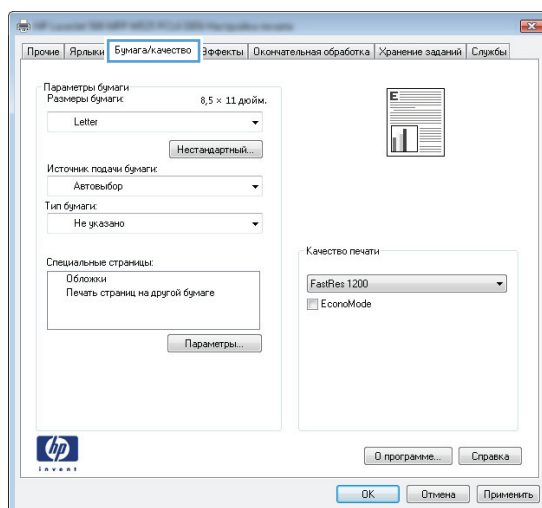 Прочие Ярлыки Бумага/качество Эффекты Окончательная обработка Хранение заданий Службы
Параметры бумаги
Размеры бумаги: 8,5 × 11 дюйм.
Letter
Нестандартный...
Источник подачи бумаги:
Автовыбор
Тип бумаги:
Не указано
Специальные страницы:
Обложки
Печать страниц на другой бумаге
Параметры...
E
Качество печати
FastRes 1200
EconoMode
hp
invent
О программе... Справка
OK Отмена Применить